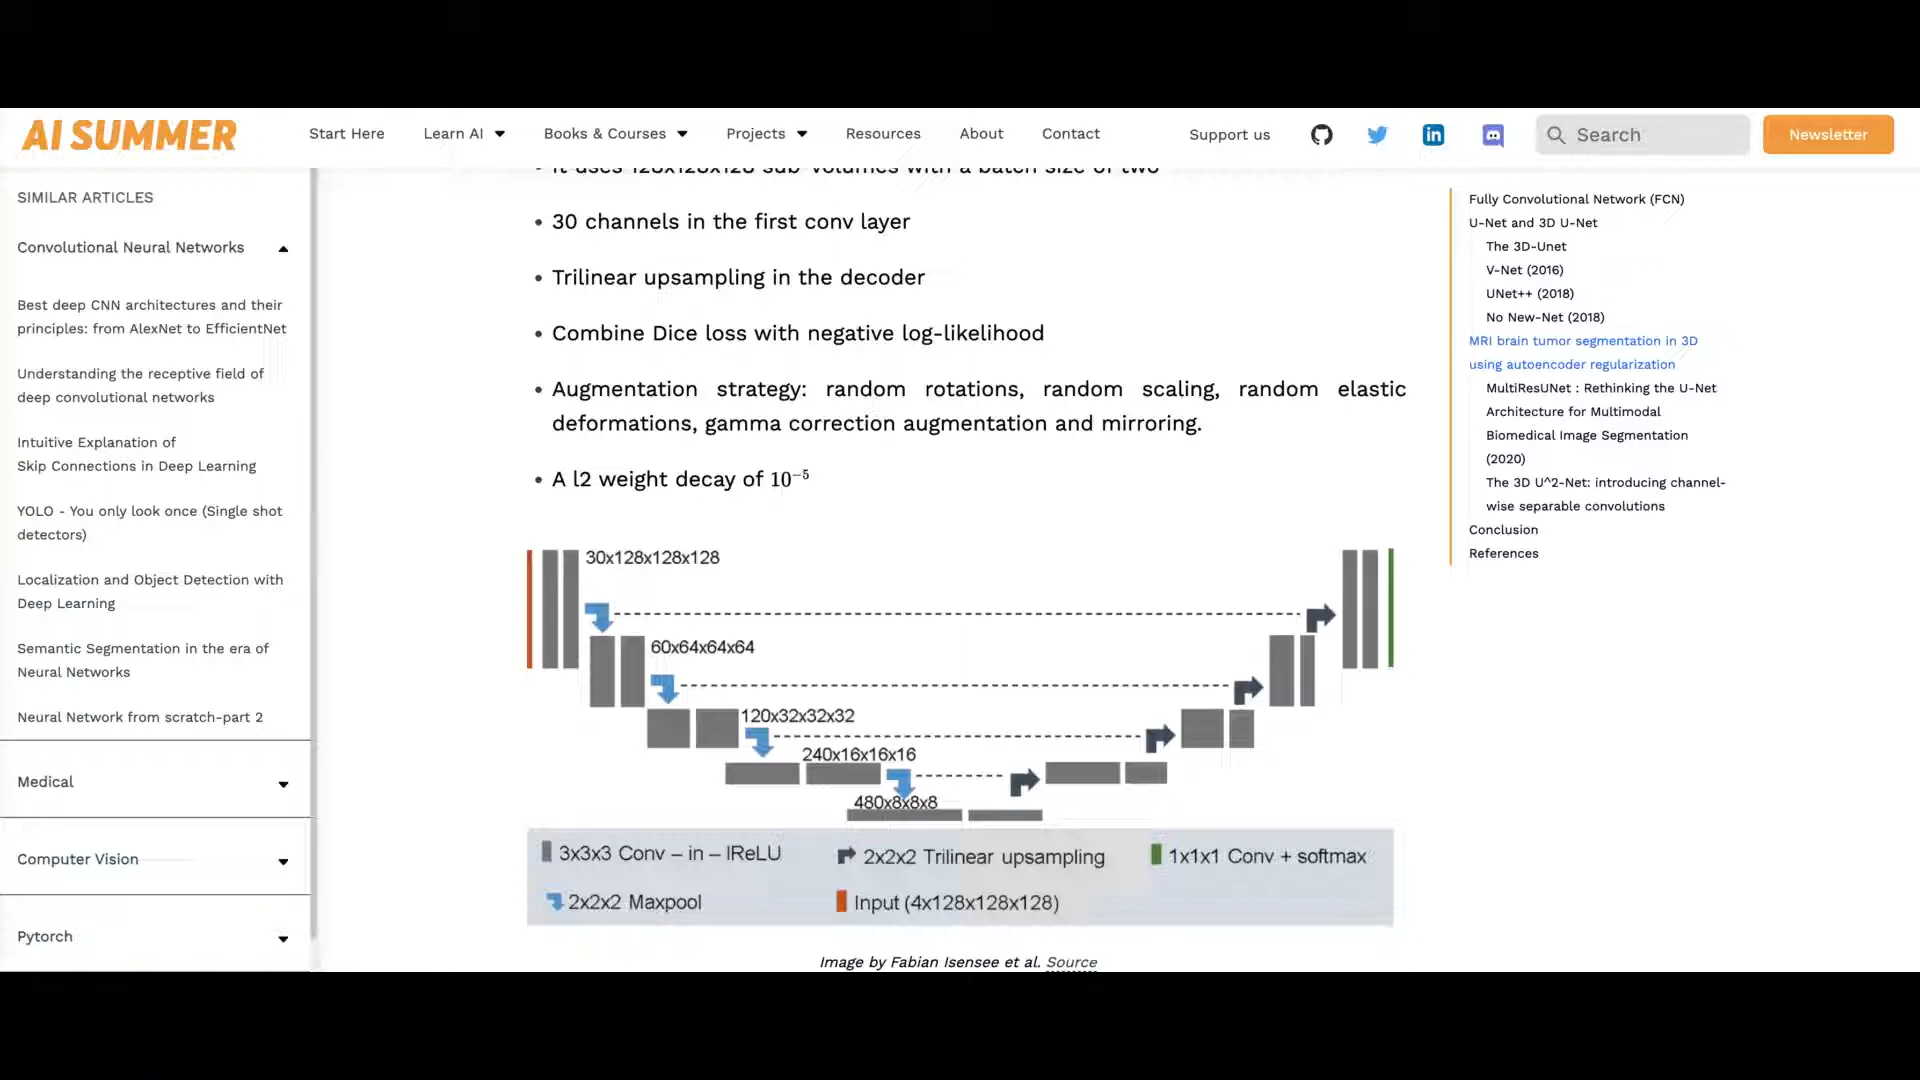 AI SUMMER
Start Here
Learn AI
Books & Courses
Projects
Resources
About
Contact
Support us
Search
Newsletter
SIMILAR ARTICLES
Convolutional Neural Networks
Best deep CNN architectures and their
principles: from AlexNet to EfficientNet
Understanding the receptive field of
deep convolutional networks
Intuitive Explanation of
Skip Connections in Deep Learning
YOLO - You only look once (Single shot
detectors)
Localization and Object Detection with
Deep Learning
Semantic Segmentation in the era of
Neural Networks
Neural Network from scratch-part 2
Medical
Computer Vision
Pytorch
• It uses 128x128x128 sub-volumes with a batch size of two
• 30 channels in the first conv layer
• Trilinear upsampling in the decoder
• Combine Dice loss with negative log-likelihood
• Augmentation strategy: random rotations, random scaling, random elastic
deformations, gamma correction augmentation and mirroring.
• A l2 weight decay of 10⁻⁵
30x128x128x128
60x64x64x64
120x32x32x32
240x16x16x16
480x8x8x8
3x3x3 Conv – in – lReLU
2x2x2 Trilinear upsampling
1x1x1 Conv + softmax
2x2x2 Maxpool
Input (4x128x128x128)
Image by Fabian Isensee et al. Source
Fully Convolutional Network (FCN)
U-Net and 3D U-Net
The 3D-Unet
V-Net (2016)
UNet++ (2018)
No New-Net (2018)
MRI brain tumor segmentation in 3D
using autoencoder regularization
MultiResUNet : Rethinking the U-Net
Architecture for Multimodal
Biomedical Image Segmentation
(2020)
The 3D U^2-Net: introducing channel-
wise separable convolutions
Conclusion
References